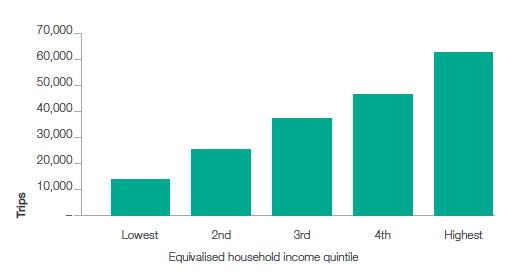 70,000
60,000
50,000
40,000
30,000
20,000
10,000
–
Trips
Lowest 2nd 3rd 4th Highest
Equivalised household income quintile